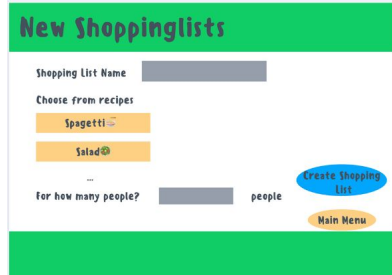 New Shoppinglists
Shopping List Name
Choose from recipes
Spagetti🍝
Salad🥗
...
For how many people? people
Create Shopping
List
Main Menu